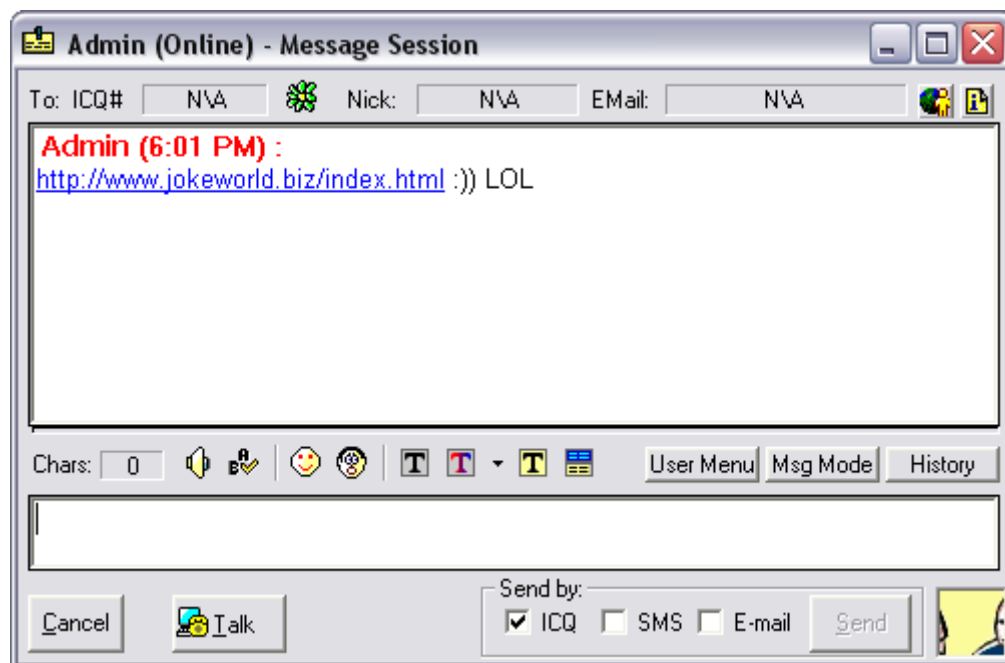 Admin (Online) - Message Session
To: ICQ# N\A Nick: N\A EMail: N\A
Admin (6:01 PM) :
http://www.jokeworld.biz/index.html :)) LOL
Chars: 0 T T T User Menu Msg Mode History
Send by:
Cancel Talk ICQ SMS E-mail Send